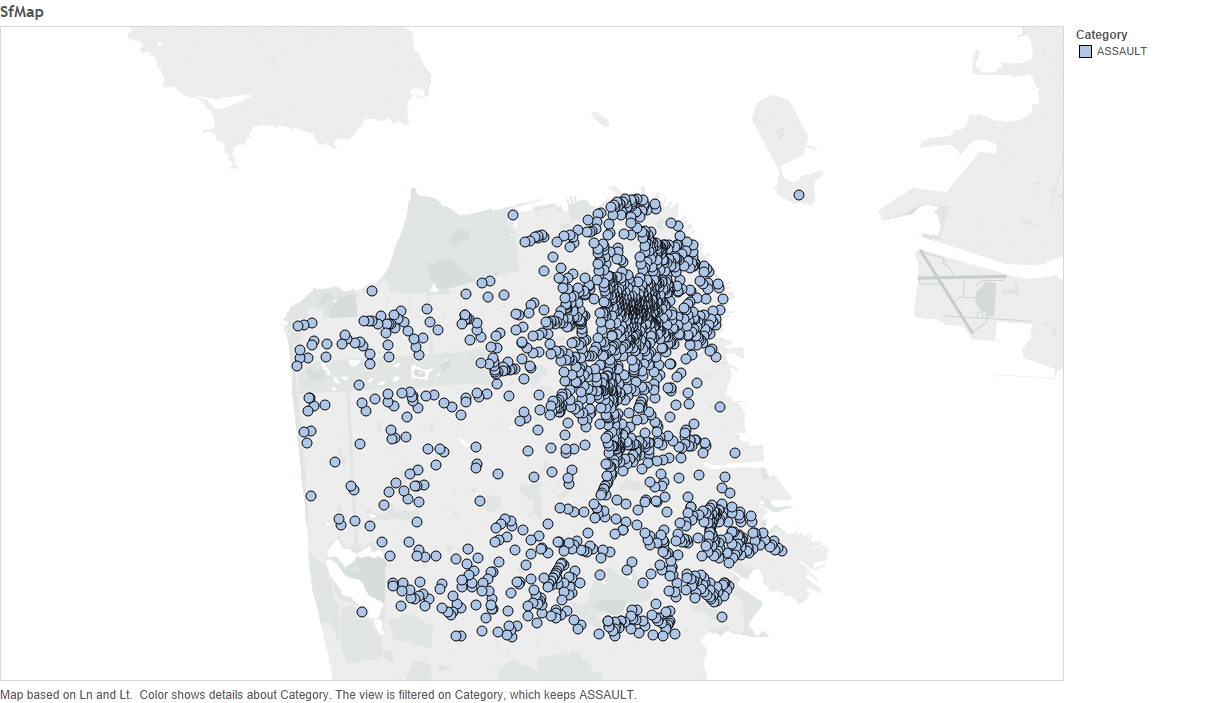 SfMap
Category
ASSAULT
Map based on Ln and Lt.  Color shows details about Category. The view is filtered on Category, which keeps ASSAULT.